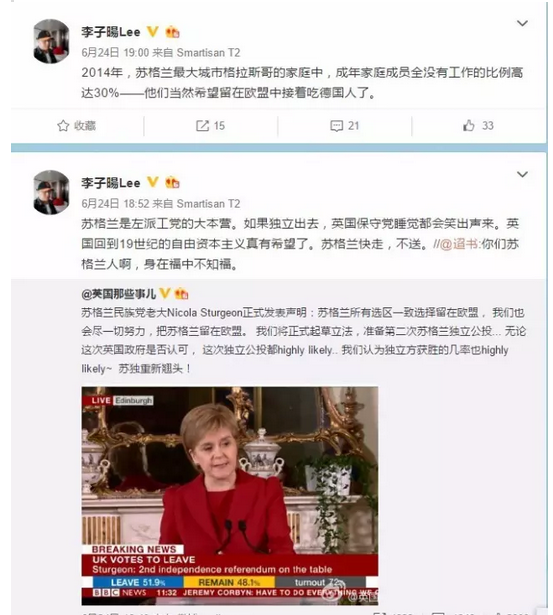 李子暘Lee
6月24日 19:00 来自 Smartisan T2
2014年，苏格兰最大城市格拉斯哥的家庭中，成年家庭成员全没有工作的比例高
达30%——他们当然希望留在欧盟中接着吃德国人了。
收藏
15
21
33
李子暘Lee
6月24日 18:52 来自 Smartisan T2
苏格兰是左派工党的大本营。如果独立出去，英国保守党睡觉都会笑出声来。英
国回到19世纪的自由资本主义真有希望了。苏格兰快走，不送。//@诏书:你们苏
格兰人啊，身在福中不知福。
@英国那些事儿
苏格兰民族党老大Nicola Sturgeon正式发表声明：苏格兰所有选区一致选择留在欧盟， 我们也
会尽一切努力，把苏格兰留在欧盟。 我们将正式起草立法，准备第二次苏格兰独立公投... 无论
这次英国政府是否认可， 这次独立公投都highly likely.. 我们认为独立方获胜的几率也highly
likely~ 苏独重新翘头！
LIVE Edinburgh
BREAKING NEWS
UK VOTES TO LEAVE
Sturgeon: 2nd independence referendum on the table
LEAVE 51.9% REMAIN 48.1% turnout 72%
BBC NEWS 11:32 JEREMY CORBYN: HAVE TO DO EVERYTHING WE